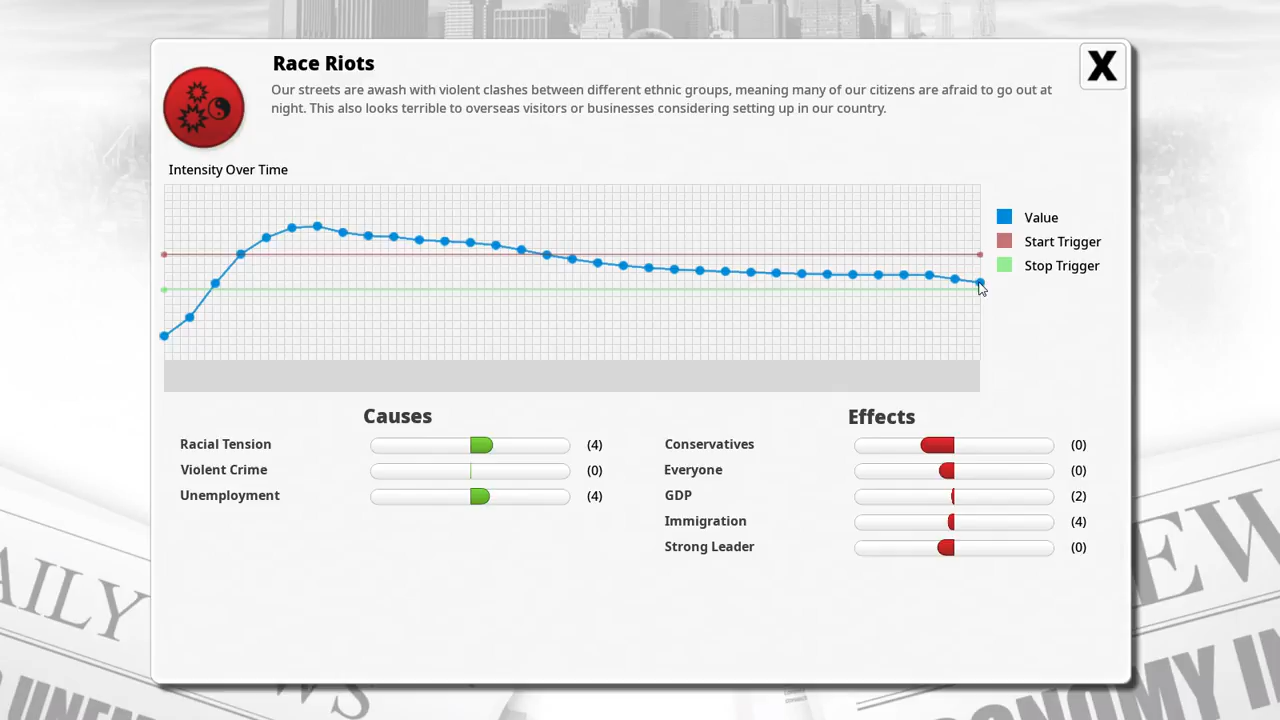 Race Riots
X
Our streets are awash with violent clashes between different ethnic groups, meaning many of our citizens are afraid to go out at
night. This also looks terrible to overseas visitors or businesses considering setting up in our country.
Intensity Over Time
Value
Start Trigger
Stop Trigger
Causes
Racial Tension (4)
Violent Crime (0)
Unemployment (4)
Effects
Conservatives (0)
Everyone (0)
GDP (2)
Immigration (4)
Strong Leader (0)